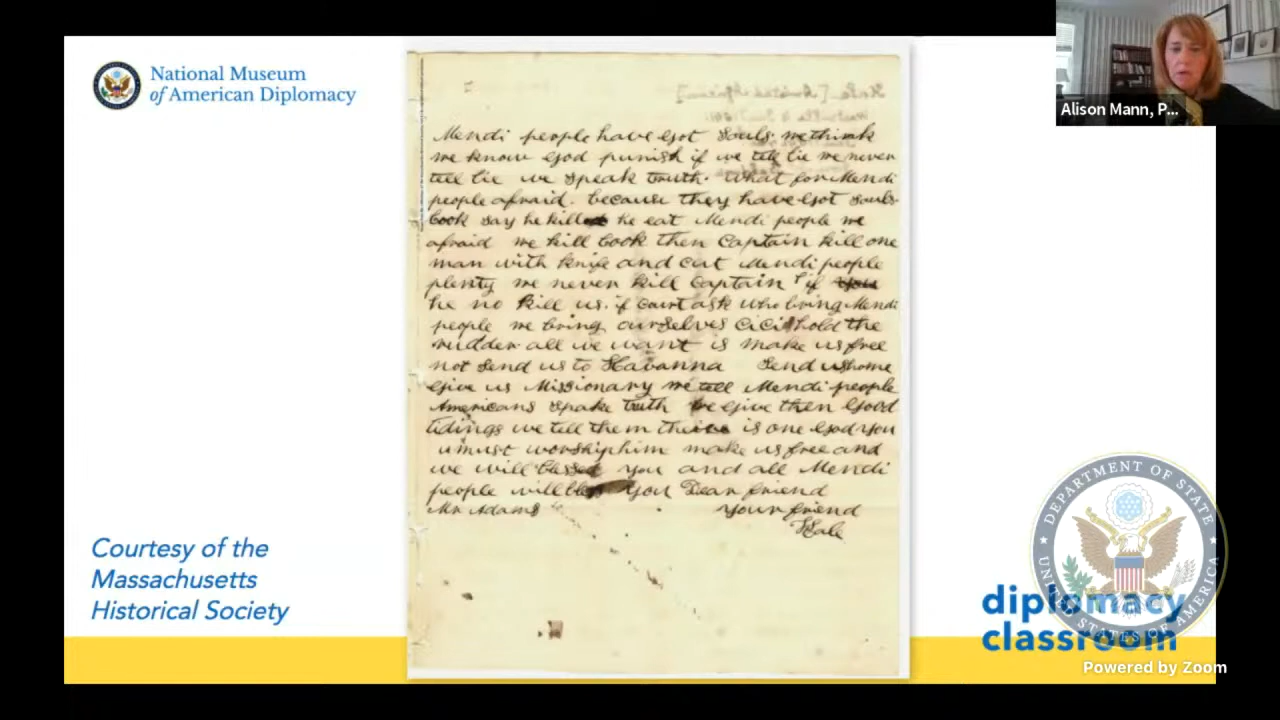 National Museum
of American Diplomacy
Alison Mann, P...
Mendi people have Got Souls. we think
we know God punish if we tell lie we never
tell lie we speak truth. What for Mendi
people afraid. because they have Got Souls.
Cook say he kill he eat Mendi people we
afraid we kill Cook then Captain kill one
man with knife and cut Mendi people
plenty we never kill Captain if
he no kill us. if Court ask who bring Mendi
people we bring ourselves Cici hold the
rudder all we want is make us free
not Send us to Havanna Send us home
Give us Missionary we tell Mendi people
Americans spake truth we Give then Good
tidings we tell them is one God you
must worship him make us free and
we will bless you and all Mendi
people will bless you Dear friend
Mr Adams Your friend
Kale
Courtesy of the
Massachusetts
Historical Society
DEPARTMENT OF STATE
UNITED STATES OF AMERICA
diplomacy
classroom
Powered by Zoom